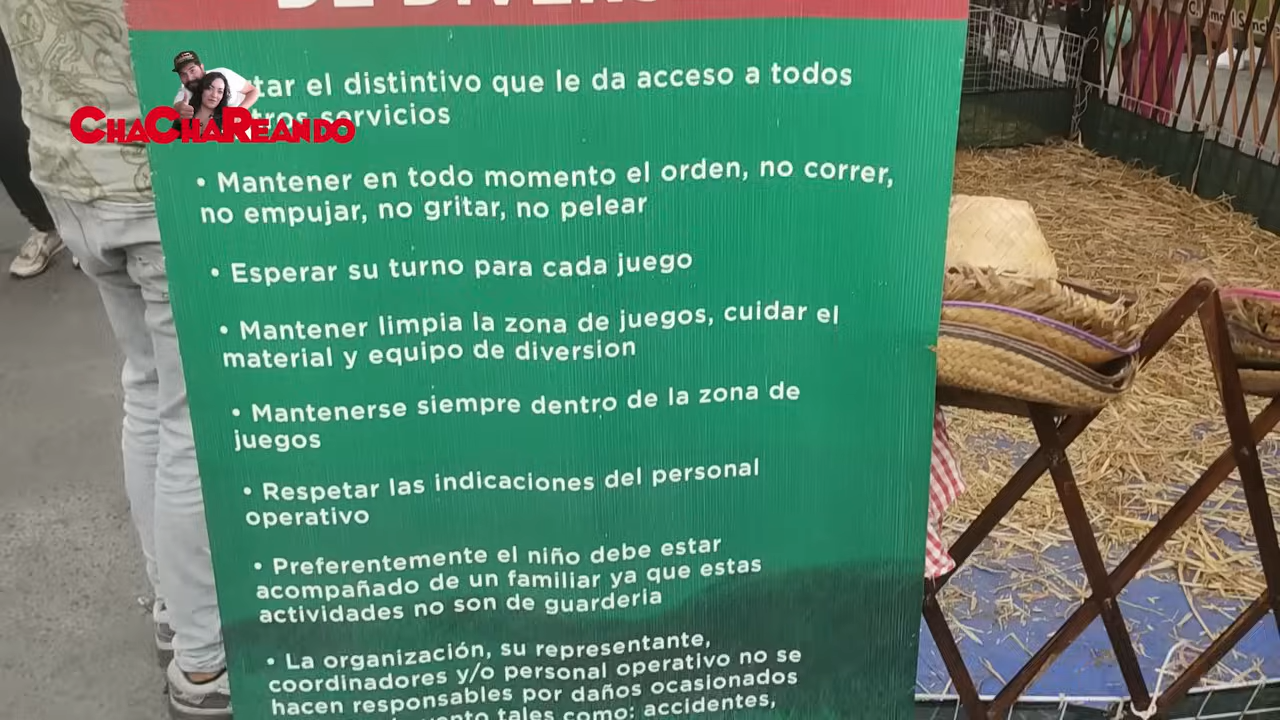 tar el distintivo que le da acceso a todos
tros servicios
CHACHAREANDO
• Mantener en todo momento el orden, no correr,
no empujar, no gritar, no pelear
• Esperar su turno para cada juego
• Mantener limpia la zona de juegos, cuidar el
material y equipo de diversion
• Mantenerse siempre dentro de la zona de
juegos
• Respetar las indicaciones del personal
operativo
• Preferentemente el niño debe estar
acompañado de un familiar ya que estas
actividades no son de guarderia
• La organización, su representante,
coordinadores y/o personal operativo no se
hacen responsables por daños ocasionados
tales como: accidentes,